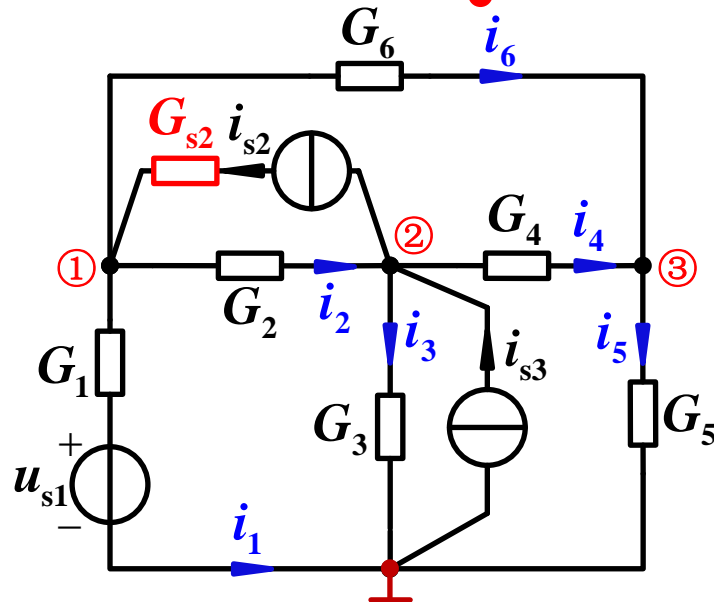 G6 i6
Gs2 is2
① ② G4 i4 ③
G2 i2
G1 i3 is3 i5
G3 G5
+
us1
−
i1